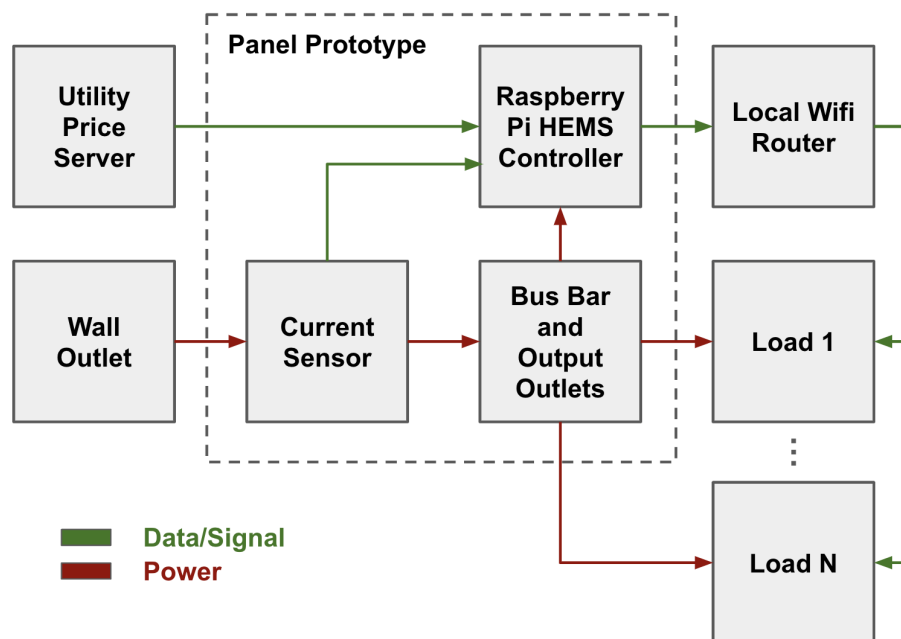 Panel Prototype
Utility
Price
Server
Raspberry
Pi HEMS
Controller
Local Wifi
Router
Wall
Outlet
Current
Sensor
Bus Bar
and
Output
Outlets
Load 1
Load N
Data/Signal
Power